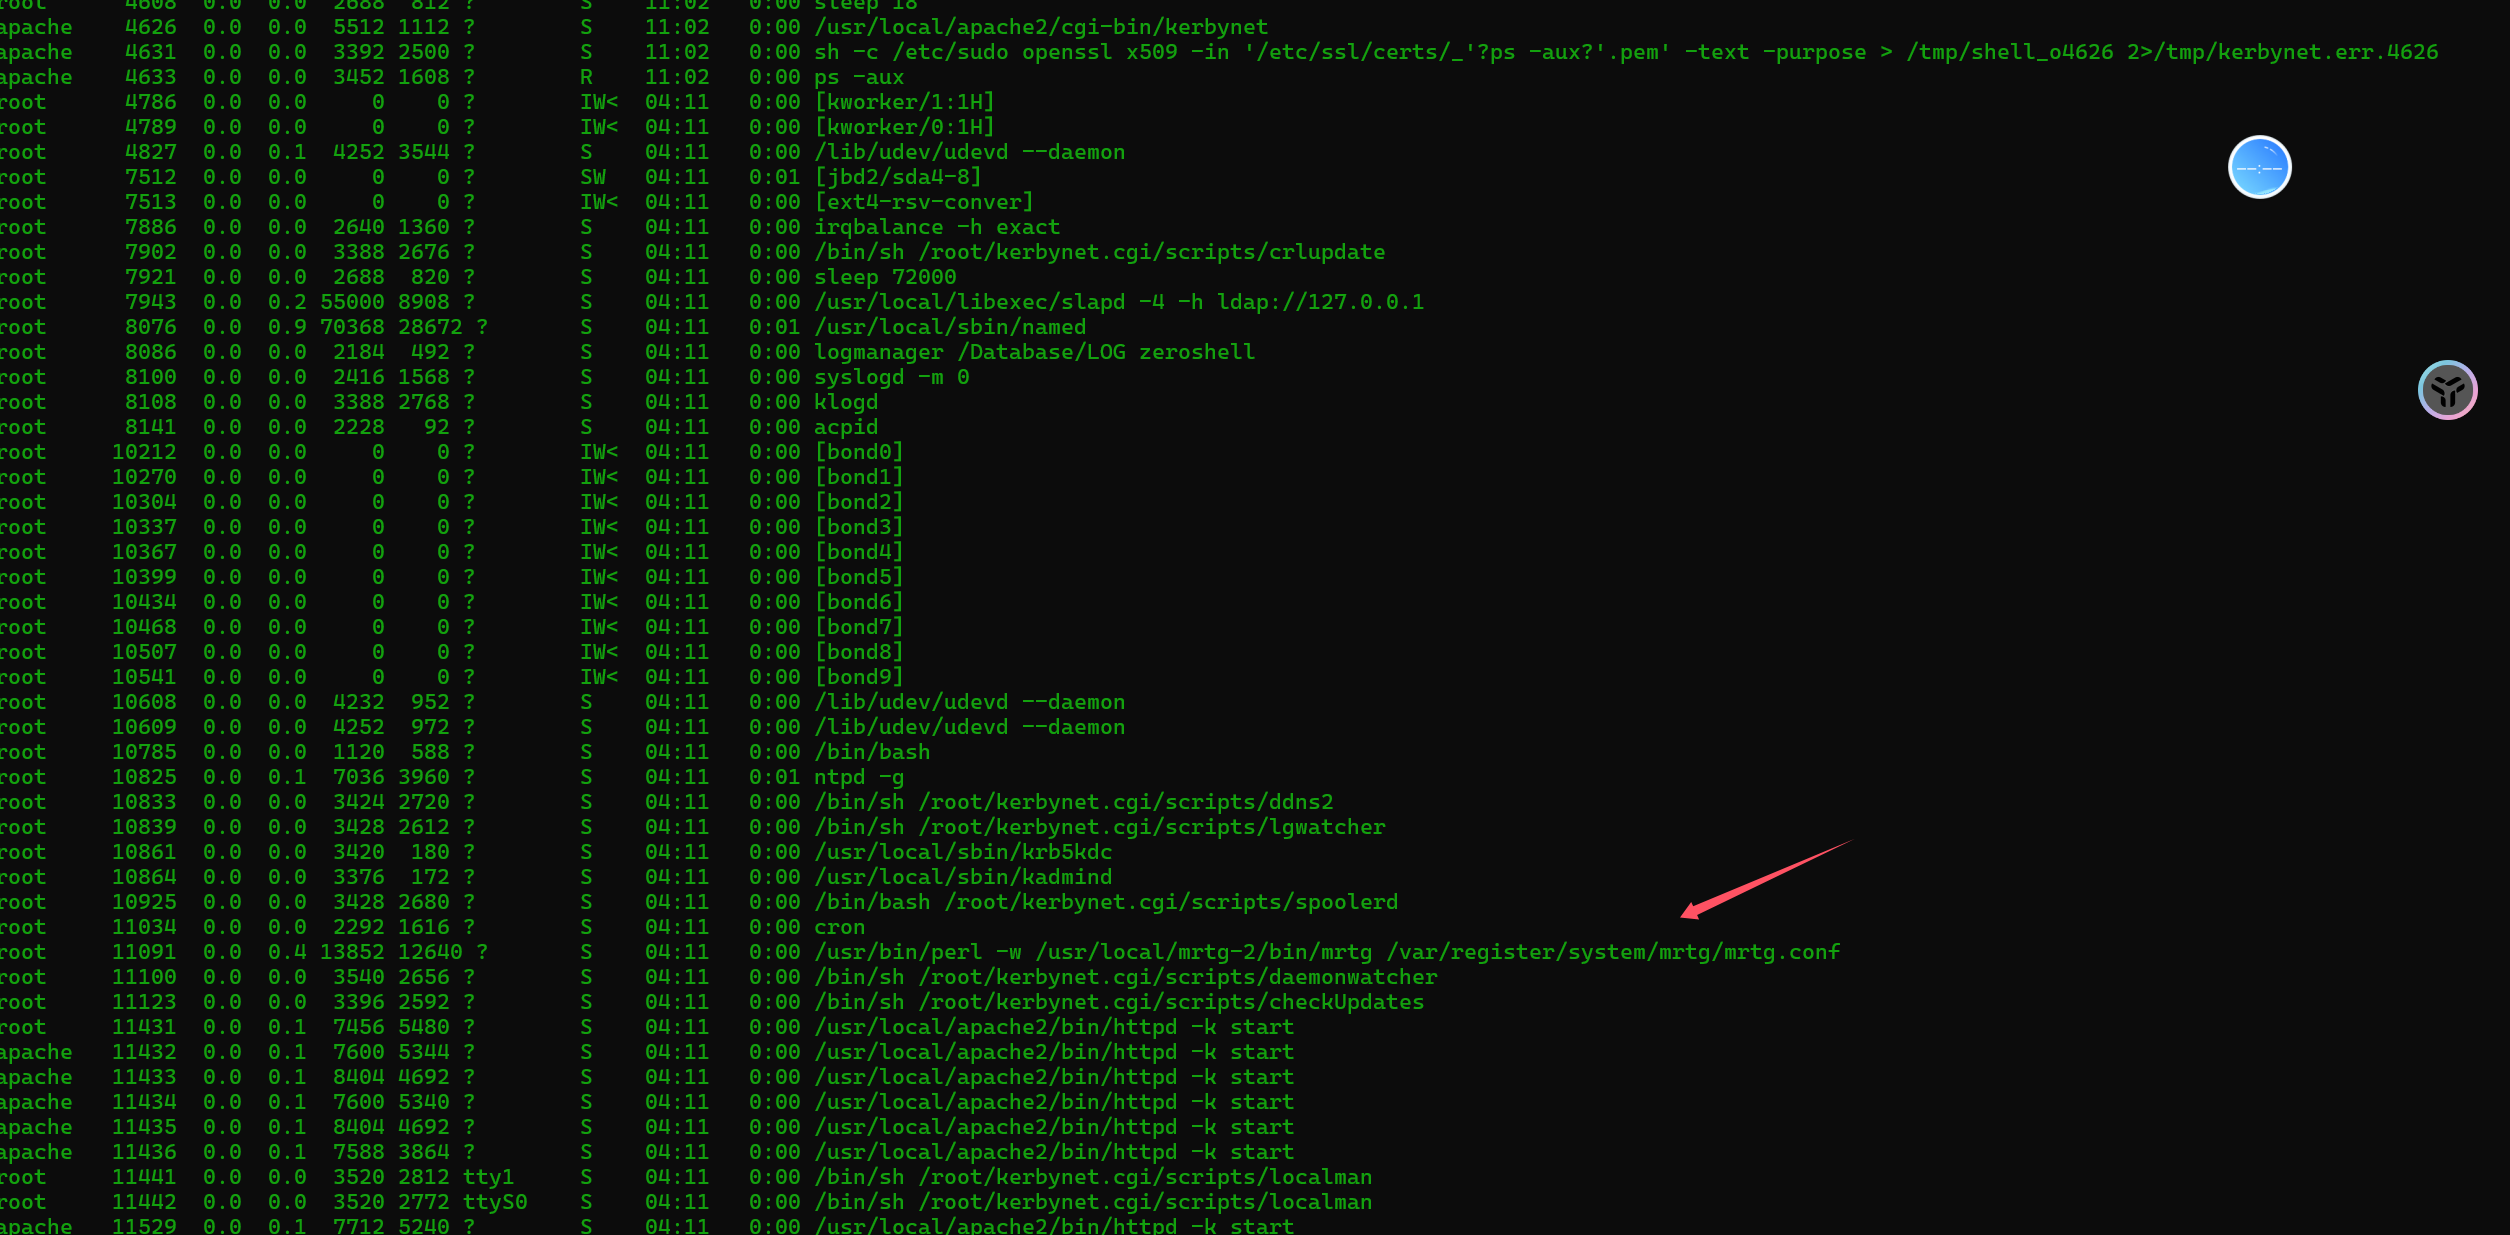 root      4608  0.0  0.0  2688  812 ?        S    11:02   0:00 sleep 18
apache    4626  0.0  0.0  5512 1112 ?        S    11:02   0:00 /usr/local/apache2/cgi-bin/kerbynet
apache    4631  0.0  0.0  3392 2500 ?        S    11:02   0:00 sh -c /etc/sudo openssl x509 -in '/etc/ssl/certs/_'?ps -aux?'.pem' -text -purpose > /tmp/shell_o4626 2>/tmp/kerbynet.err.4626
apache    4633  0.0  0.0  3452 1608 ?        R    11:02   0:00 ps -aux
root      4786  0.0  0.0     0    0 ?        IW<  04:11   0:00 [kworker/1:1H]
root      4789  0.0  0.0     0    0 ?        IW<  04:11   0:00 [kworker/0:1H]
root      4827  0.0  0.1  4252 3544 ?        S    04:11   0:00 /lib/udev/udevd --daemon
root      7512  0.0  0.0     0    0 ?        SW   04:11   0:01 [jbd2/sda4-8]
root      7513  0.0  0.0     0    0 ?        IW<  04:11   0:00 [ext4-rsv-conver]
root      7886  0.0  0.0  2640 1360 ?        S    04:11   0:00 irqbalance -h exact
root      7902  0.0  0.0  3388 2676 ?        S    04:11   0:00 /bin/sh /root/kerbynet.cgi/scripts/crlupdate
root      7921  0.0  0.0  2688  820 ?        S    04:11   0:00 sleep 72000
root      7943  0.0  0.2 55000 8908 ?        S    04:11   0:00 /usr/local/libexec/slapd -4 -h ldap://127.0.0.1
root      8076  0.0  0.9 70368 28672 ?       S    04:11   0:01 /usr/local/sbin/named
root      8086  0.0  0.0  2184  492 ?        S    04:11   0:00 logmanager /Database/LOG zeroshell
root      8100  0.0  0.0  2416 1568 ?        S    04:11   0:00 syslogd -m 0
root      8108  0.0  0.0  3388 2768 ?        S    04:11   0:00 klogd
root      8141  0.0  0.0  2228   92 ?        S    04:11   0:00 acpid
root     10212  0.0  0.0     0    0 ?        IW<  04:11   0:00 [bond0]
root     10270  0.0  0.0     0    0 ?        IW<  04:11   0:00 [bond1]
root     10304  0.0  0.0     0    0 ?        IW<  04:11   0:00 [bond2]
root     10337  0.0  0.0     0    0 ?        IW<  04:11   0:00 [bond3]
root     10367  0.0  0.0     0    0 ?        IW<  04:11   0:00 [bond4]
root     10399  0.0  0.0     0    0 ?        IW<  04:11   0:00 [bond5]
root     10434  0.0  0.0     0    0 ?        IW<  04:11   0:00 [bond6]
root     10468  0.0  0.0     0    0 ?        IW<  04:11   0:00 [bond7]
root     10507  0.0  0.0     0    0 ?        IW<  04:11   0:00 [bond8]
root     10541  0.0  0.0     0    0 ?        IW<  04:11   0:00 [bond9]
root     10608  0.0  0.0  4232  952 ?        S    04:11   0:00 /lib/udev/udevd --daemon
root     10609  0.0  0.0  4252  972 ?        S    04:11   0:00 /lib/udev/udevd --daemon
root     10785  0.0  0.0  1120  588 ?        S    04:11   0:00 /bin/bash
root     10825  0.0  0.1  7036 3960 ?        S    04:11   0:01 ntpd -g
root     10833  0.0  0.0  3424 2720 ?        S    04:11   0:00 /bin/sh /root/kerbynet.cgi/scripts/ddns2
root     10839  0.0  0.0  3428 2612 ?        S    04:11   0:00 /bin/sh /root/kerbynet.cgi/scripts/lgwatcher
root     10861  0.0  0.0  3420  180 ?        S    04:11   0:00 /usr/local/sbin/krb5kdc
root     10864  0.0  0.0  3376  172 ?        S    04:11   0:00 /usr/local/sbin/kadmind
root     10925  0.0  0.0  3428 2680 ?        S    04:11   0:00 /bin/bash /root/kerbynet.cgi/scripts/spoolerd
root     11034  0.0  0.0  2292 1616 ?        S    04:11   0:00 cron
root     11091  0.0  0.4 13852 12640 ?       S    04:11   0:00 /usr/bin/perl -w /usr/local/mrtg-2/bin/mrtg /var/register/system/mrtg/mrtg.conf
root     11100  0.0  0.0  3540 2656 ?        S    04:11   0:00 /bin/sh /root/kerbynet.cgi/scripts/daemonwatcher
root     11123  0.0  0.0  3396 2592 ?        S    04:11   0:00 /bin/sh /root/kerbynet.cgi/scripts/checkUpdates
root     11431  0.0  0.1  7456 5480 ?        S    04:11   0:00 /usr/local/apache2/bin/httpd -k start
apache   11432  0.0  0.1  7600 5344 ?        S    04:11   0:00 /usr/local/apache2/bin/httpd -k start
apache   11433  0.0  0.1  8404 4692 ?        S    04:11   0:00 /usr/local/apache2/bin/httpd -k start
apache   11434  0.0  0.1  7600 5340 ?        S    04:11   0:00 /usr/local/apache2/bin/httpd -k start
apache   11435  0.0  0.1  8404 4692 ?        S    04:11   0:00 /usr/local/apache2/bin/httpd -k start
apache   11436  0.0  0.1  7588 3864 ?        S    04:11   0:00 /usr/local/apache2/bin/httpd -k start
root     11441  0.0  0.0  3520 2812 tty1     S    04:11   0:00 /bin/sh /root/kerbynet.cgi/scripts/localman
root     11442  0.0  0.0  3520 2772 ttyS0    S    04:11   0:00 /bin/sh /root/kerbynet.cgi/scripts/localman
apache   11529  0.0  0.1  7712 5240 ?        S    04:11   0:00 /usr/local/apache2/bin/httpd -k start
--:--